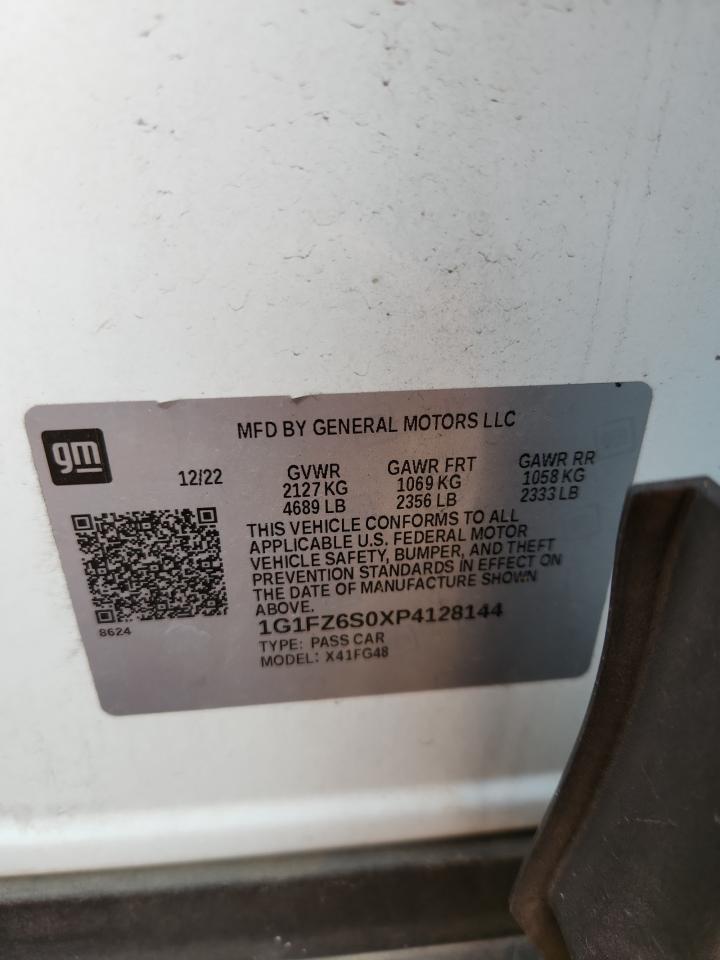 gm
MFD BY GENERAL MOTORS LLC
12/22
GVWR
2127 KG
4689 LB
GAWR FRT
1069 KG
2356 LB
GAWR RR
1058 KG
2333 LB
THIS VEHICLE CONFORMS TO ALL
APPLICABLE U.S. FEDERAL MOTOR
VEHICLE SAFETY, BUMPER, AND THEFT
PREVENTION STANDARDS IN EFFECT ON
THE DATE OF MANUFACTURE SHOWN
ABOVE.
8624
1G1FZ6S0XP4128144
TYPE: PASS CAR
MODEL: X41FG48